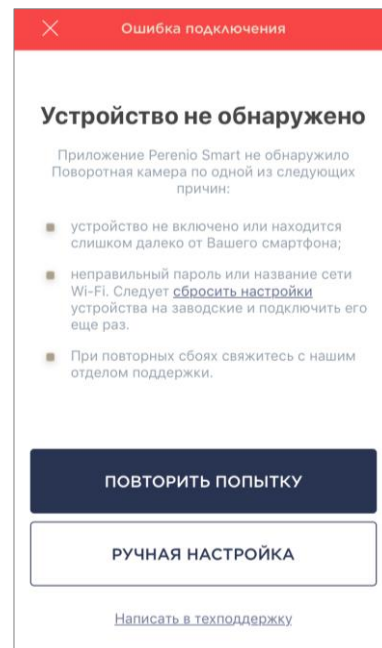 Ошибка подключения
Устройство не обнаружено
Приложение Perenio Smart не обнаружило
Поворотная камера по одной из следующих
причин:
устройство не включено или находится
слишком далеко от Вашего смартфона;
неправильный пароль или название сети
Wi-Fi. Следует сбросить настройки
устройства на заводские и подключить его
еще раз.
При повторных сбоях свяжитесь с нашим
отделом поддержки.
ПОВТОРИТЬ ПОПЫТКУ
РУЧНАЯ НАСТРОЙКА
Написать в техподдержку